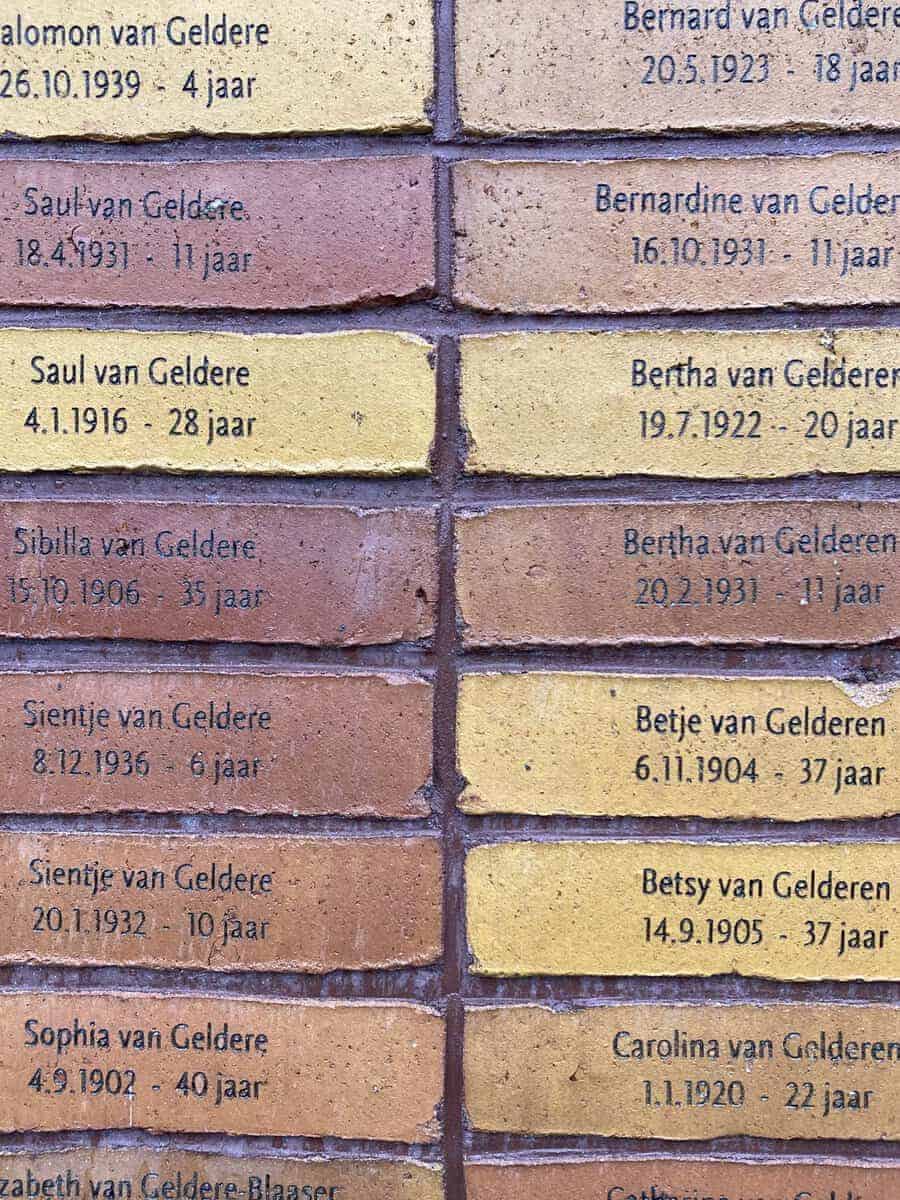 alomon van Geldere
26.10.1939 - 4 jaar
Saul van Geldere
18.4.1931 - 11 jaar
Saul van Geldere
4.1.1916 - 28 jaar
Sibilla van Geldere
15.10.1906 - 35 jaar
Sientje van Geldere
8.12.1936 - 6 jaar
Sientje van Geldere
20.1.1932 - 10 jaar
Sophia van Geldere
4.9.1902 - 40 jaar
zabeth van Geldere-Blaaser
Bernard van Geldere
20.5.1923 - 18 jaar
Bernardine van Gelder
16.10.1931 - 11 jaar
Bertha van Gelderen
19.7.1922 - 20 jaar
Bertha van Gelderen
20.2.1931 - 11 jaar
Betje van Gelderen
6.11.1904 - 37 jaar
Betsy van Gelderen
14.9.1905 - 37 jaar
Carolina van Gelderen
1.1.1920 - 22 jaar